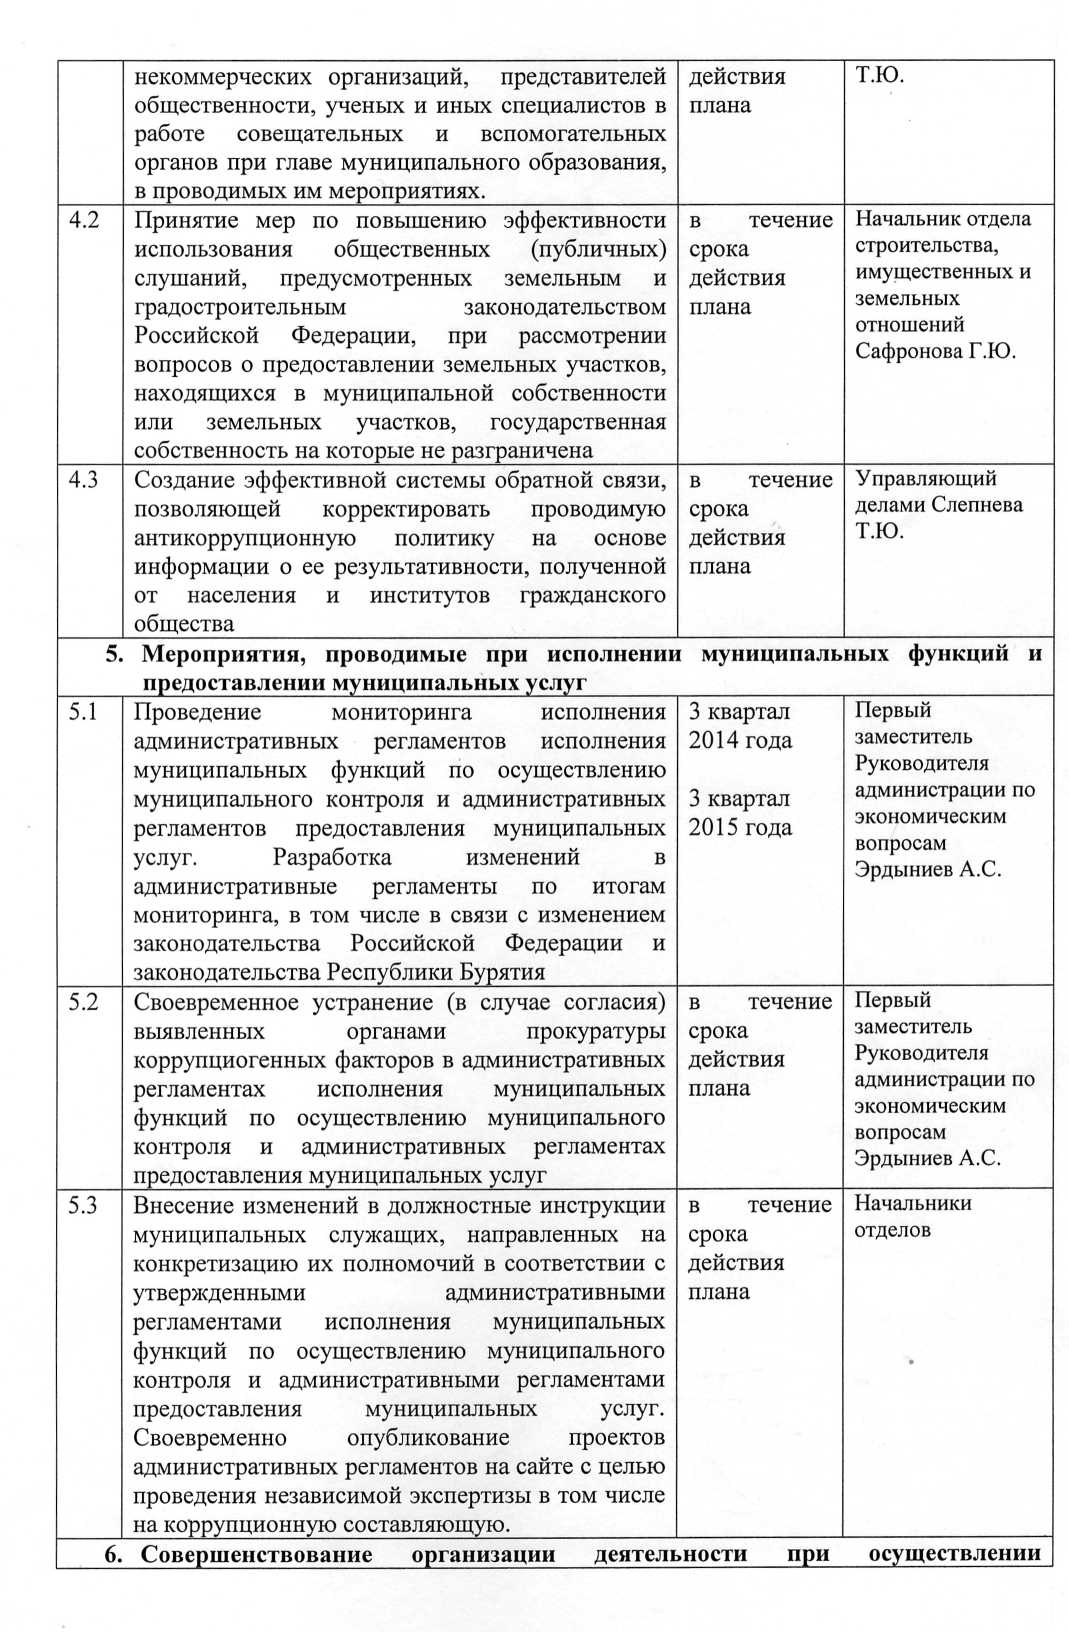 некоммерческих организаций, представителей
общественности, ученых и иных специалистов в
работе совещательных и вспомогательных
органов при главе муниципального образования,
в проводимых им мероприятиях.
действия
плана
Т.Ю.
4.2
Принятие мер по повышению эффективности
использования общественных (публичных)
слушаний, предусмотренных земельным и
градостроительным законодательством
Российской Федерации, при рассмотрении
вопросов о предоставлении земельных участков,
находящихся в муниципальной собственности
или земельных участков, государственная
собственность на которые не разграничена
в течение
срока
действия
плана
Начальник отдела
строительства,
имущественных и
земельных
отношений
Сафронова Г.Ю.
4.3
Создание эффективной системы обратной связи,
позволяющей корректировать проводимую
антикоррупционную политику на основе
информации о ее результативности, полученной
от населения и институтов гражданского
общества
в течение
срока
действия
плана
Управляющий
делами Слепнева
Т.Ю.
5. Мероприятия, проводимые при исполнении муниципальных функций и
предоставлении муниципальных услуг
5.1
Проведение мониторинга исполнения
административных регламентов исполнения
муниципальных функций по осуществлению
муниципального контроля и административных
регламентов предоставления муниципальных
услуг. Разработка изменений в
административные регламенты по итогам
мониторинга, в том числе в связи с изменением
законодательства Российской Федерации и
законодательства Республики Бурятия
3 квартал
2014 года
3 квартал
2015 года
Первый
заместитель
Руководителя
администрации по
экономическим
вопросам
Эрдыниев А.С.
5.2
Своевременное устранение (в случае согласия)
выявленных органами прокуратуры
коррупциогенных факторов в административных
регламентах исполнения муниципальных
функций по осуществлению муниципального
контроля и административных регламентах
предоставления муниципальных услуг
в течение
срока
действия
плана
Первый
заместитель
Руководителя
администрации по
экономическим
вопросам
Эрдыниев А.С.
5.3
Внесение изменений в должностные инструкции
муниципальных служащих, направленных на
конкретизацию их полномочий в соответствии с
утвержденными административными
регламентами исполнения муниципальных
функций по осуществлению муниципального
контроля и административными регламентами
предоставления муниципальных услуг.
Своевременно опубликование проектов
административных регламентов на сайте с целью
проведения независимой экспертизы в том числе
на коррупционную составляющую.
в течение
срока
действия
плана
Начальники
отделов
6. Совершенствование организации деятельности при осуществлении